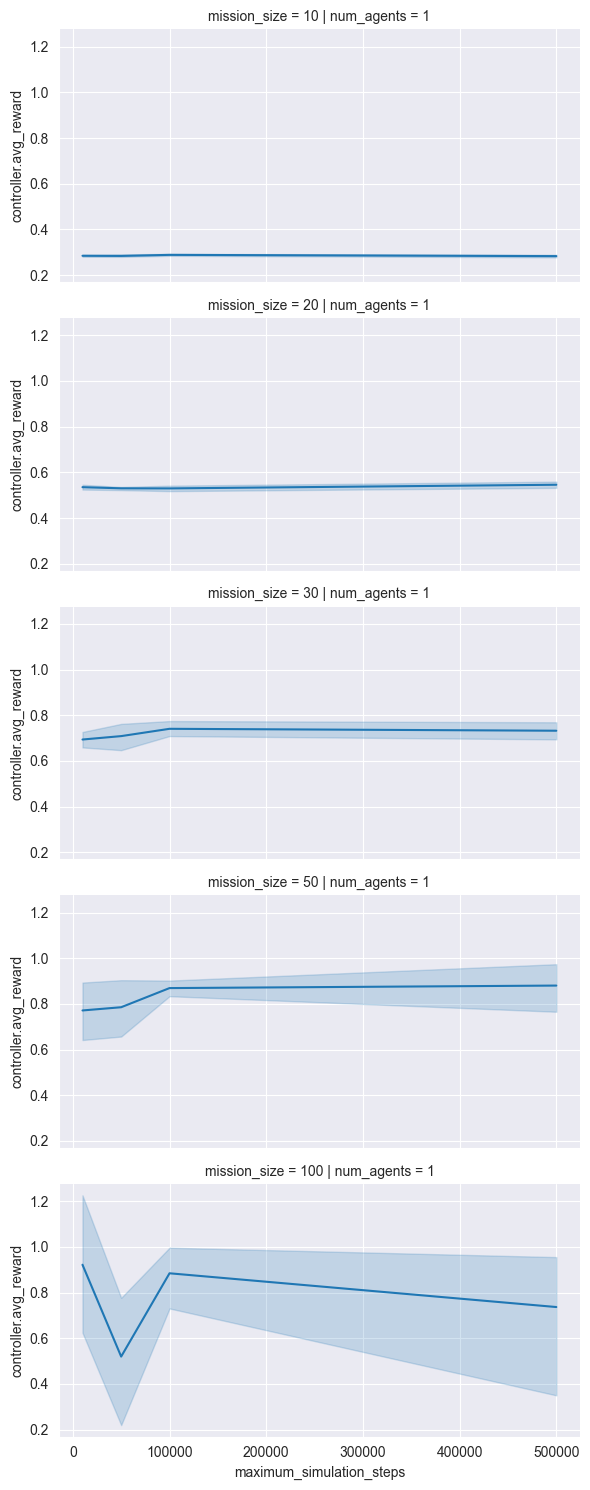 mission_size = 10 | num_agents = 1
1.2
1.0
0.8
0.6
0.4
0.2
controller.avg_reward
mission_size = 20 | num_agents = 1
1.2
1.0
0.8
0.6
0.4
0.2
controller.avg_reward
mission_size = 30 | num_agents = 1
1.2
1.0
0.8
0.6
0.4
0.2
controller.avg_reward
mission_size = 50 | num_agents = 1
1.2
1.0
0.8
0.6
0.4
0.2
controller.avg_reward
mission_size = 100 | num_agents = 1
1.2
1.0
0.8
0.6
0.4
0.2
controller.avg_reward
0 100000 200000 300000 400000 500000
maximum_simulation_steps